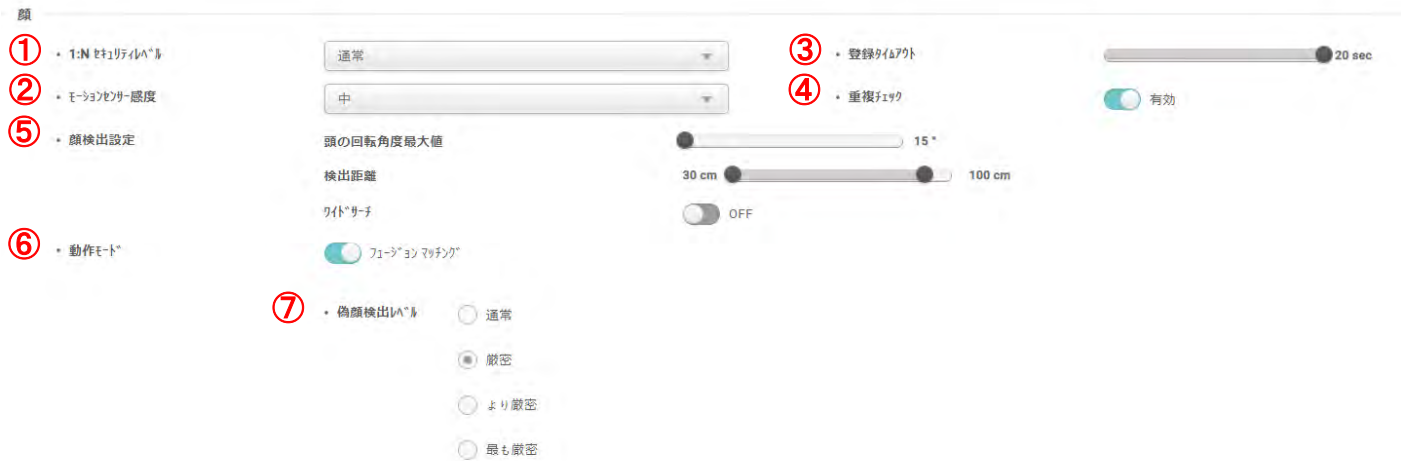 顔
① ・ 1:N ｾｷｭﾘﾃｨﾚﾍﾞﾙ 通常 ③ ・ 登録ﾀｲﾑｱｳﾄ 20 sec
② ・ ﾓｰｼｮﾝｾﾝｻｰ感度 中 ④ ・ 重複ﾁｪｯｸ 有効
⑤ ・ 顔検出設定 頭の回転角度最大値 15 °
検出距離 30 cm 100 cm
ﾜｲﾄﾞｻｰﾁ OFF
⑥ ・ 動作ﾓｰﾄﾞ ﾌｭｰｼﾞｮﾝ ﾏｯﾁﾝｸﾞ
⑦ ・ 偽顔検出ﾚﾍﾞﾙ 通常
厳密
より厳密
最も厳密